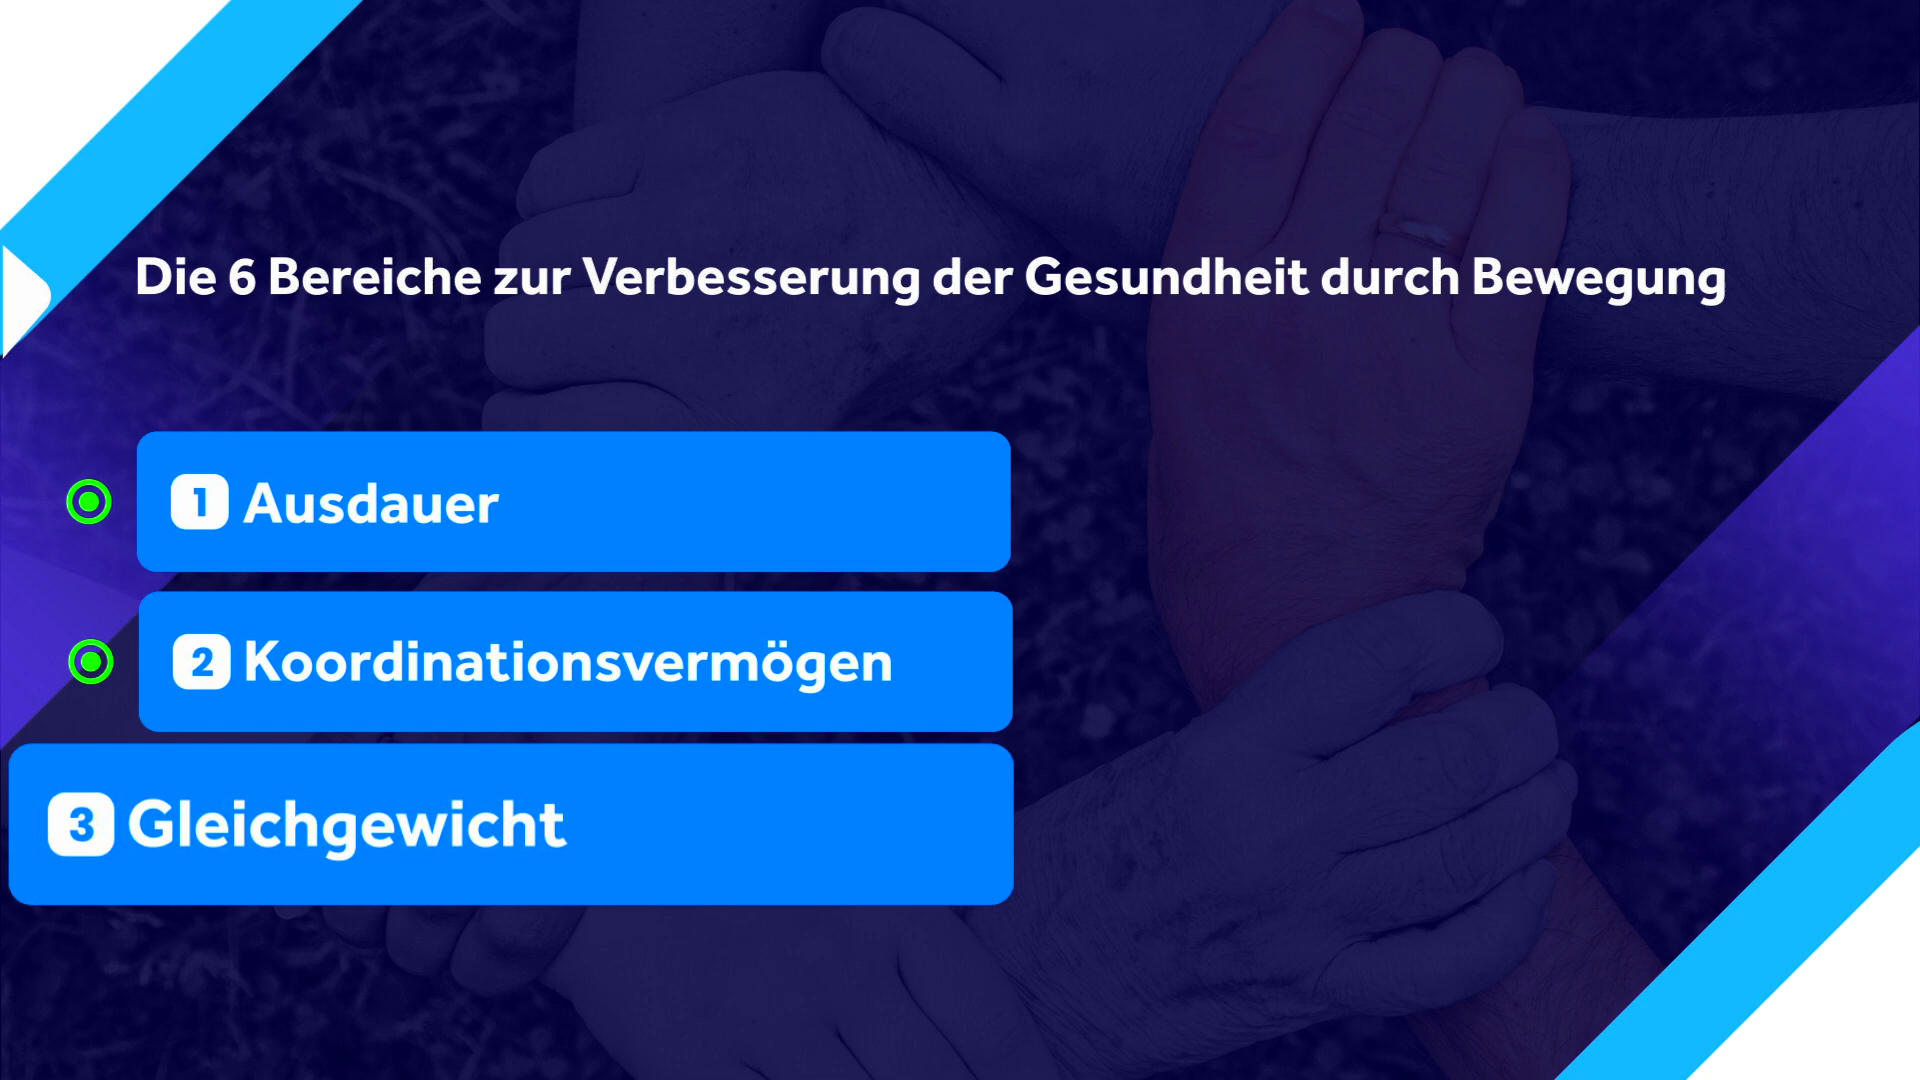 Die 6 Bereiche zur Verbesserung der Gesundheit durch Bewegung
1 Ausdauer
2 Koordinationsvermögen
3 Gleichgewicht